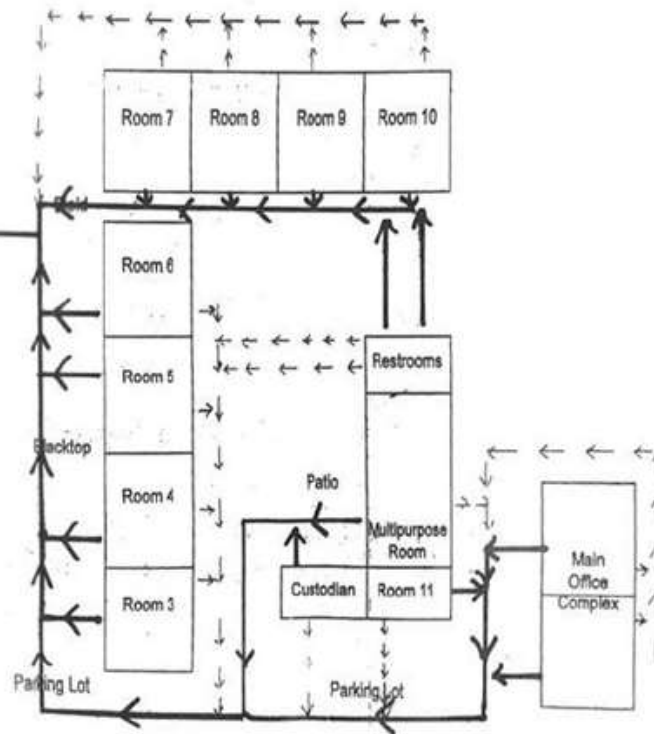 Room 7
Room 8
Room 9
Room 10
Field
Room 6
Restrooms
Room 5
Blacktop
Room 4
Patio
Multipurpose
Room
Main
Office
Complex
Custodian
Room 11
Room 3
Parking Lot
Parking Lot